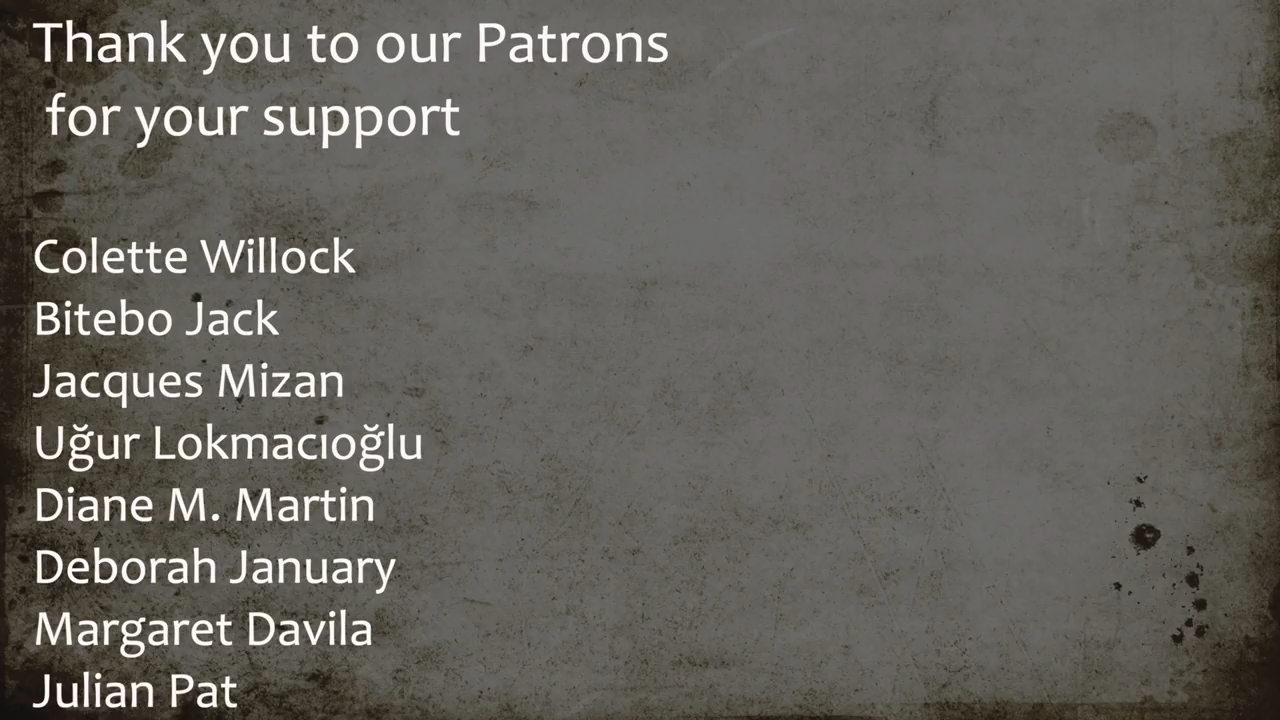 Thank you to our Patrons
for your support
Colette Willock
Bitebo Jack
Jacques Mizan
Uğur Lokmacıoğlu
Diane M. Martin
Deborah January
Margaret Davila
Julian Pat